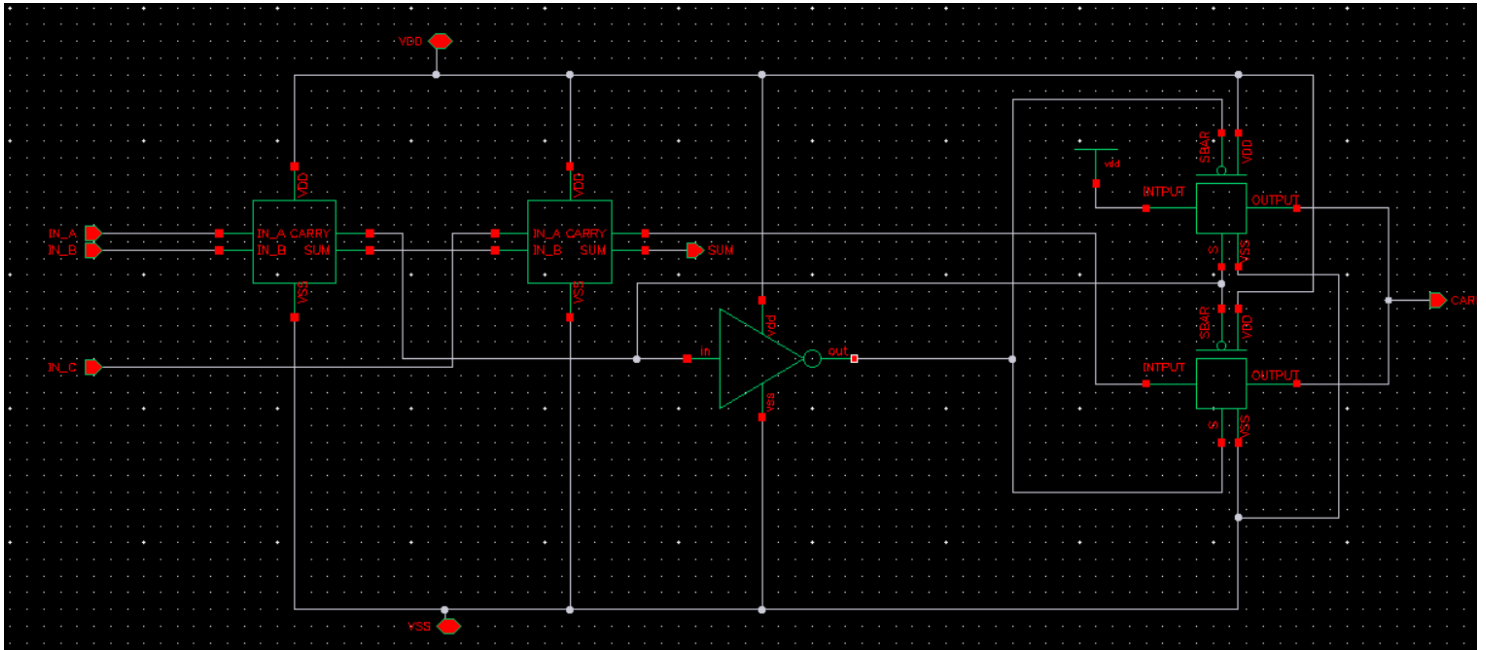 VDD
SBAR
VDD
vdd
VDD
VDD
INTPUT
OUTPUT
IN_A
IN_A CARRY
IN_A CARRY
IN_B
IN_B SUM
IN_B SUM
SUM
S
VSS
VSS
VSS
CAR
SBAR
VDD
vdd
in
out
IN_C
INTPUT
OUTPUT
vss
S
VSS
VSS